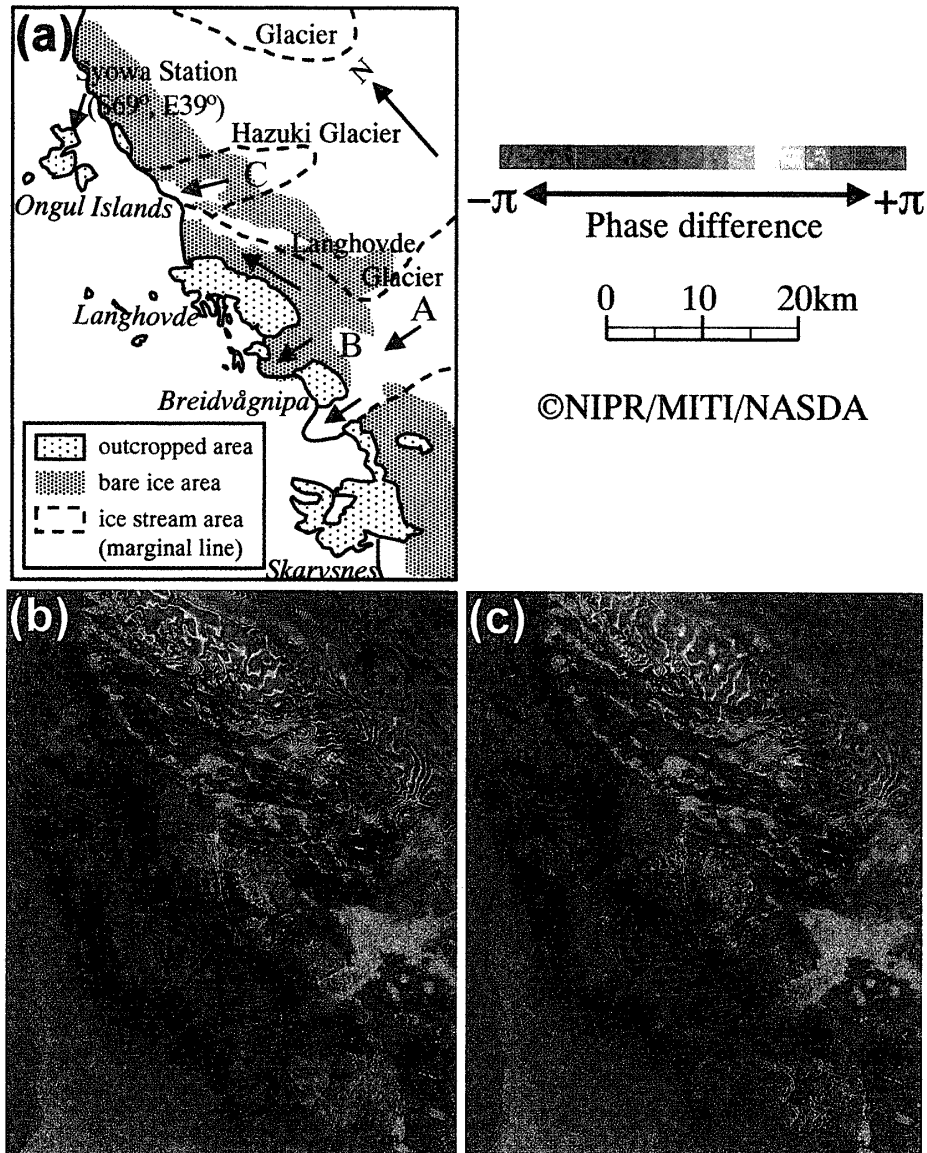 (a)
Glacier
N
Syowa Station
(S69°, E39°)
Hazuki Glacier
C
Ongul Islands
Langhovde
Glacier
A
Langhovde
B
Breidvågnipa
outcropped area
bare ice area
ice stream area
(marginal line)
Skarvsnes
−π
+π
Phase difference
0 10 20km
©NIPR/MITI/NASDA
(b)
(c)